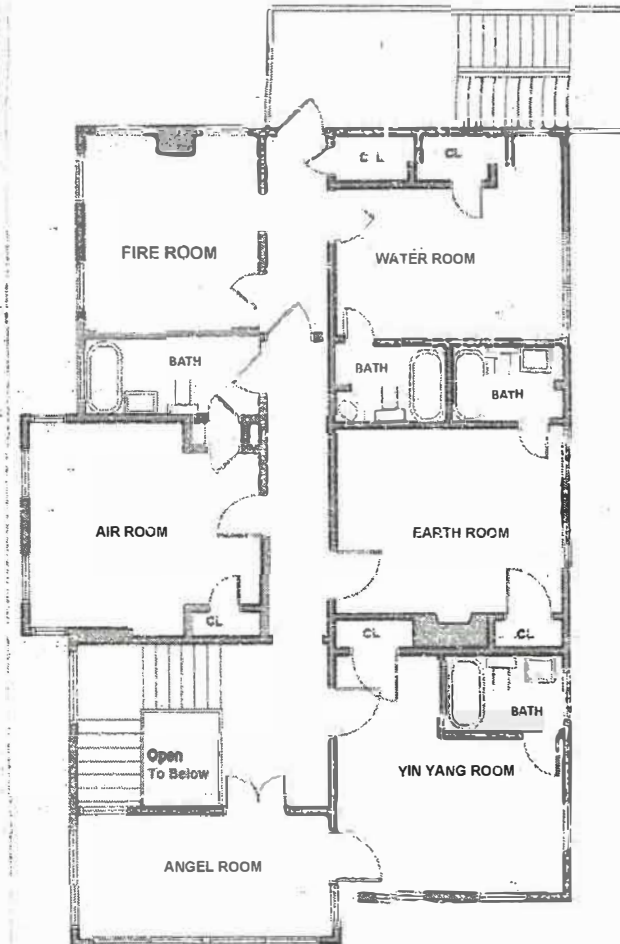 CL
CL
FIRE ROOM
WATER ROOM
BATH
BATH
BATH
AIR ROOM
EARTH ROOM
CL
CL
CL
BATH
Open
To Below
YIN YANG ROOM
ANGEL ROOM